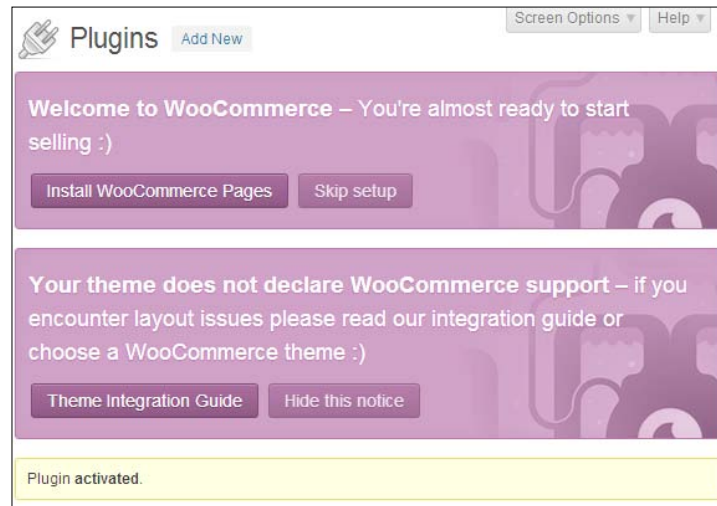 Screen Options ▼ Help ▼
Plugins Add New
Welcome to WooCommerce – You're almost ready to start
selling :)
Install WooCommerce Pages Skip setup
Your theme does not declare WooCommerce support – if you
encounter layout issues please read our integration guide or
choose a WooCommerce theme :)
Theme Integration Guide Hide this notice
Plugin activated.